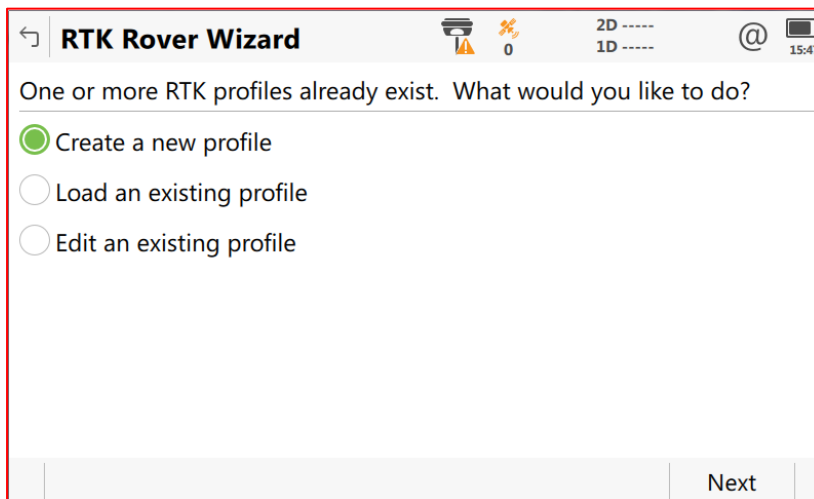 RTK Rover Wizard
0
2D -----
1D -----
@
One or more RTK profiles already exist. What would you like to do?
Create a new profile
Load an existing profile
Edit an existing profile
Next